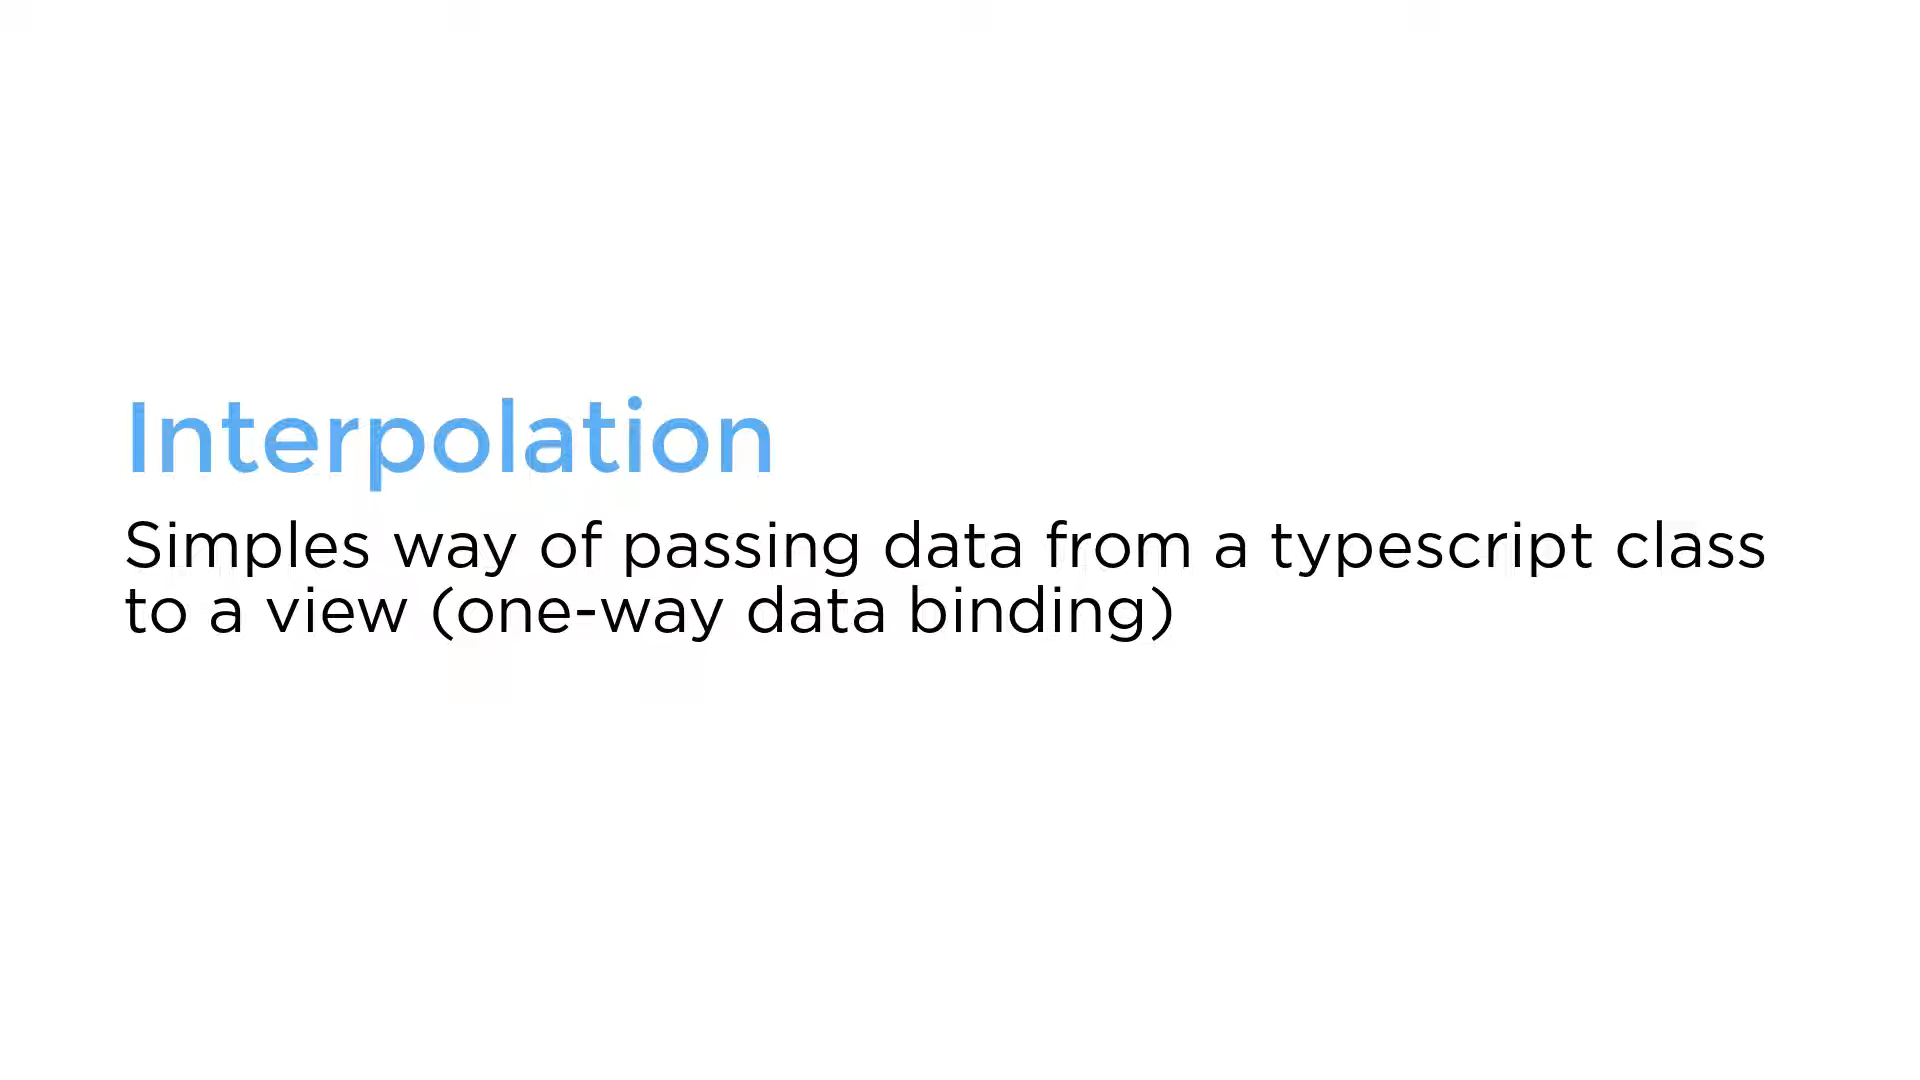 Interpolation
Simples way of passing data from a typescript class
to a view (one-way data binding)